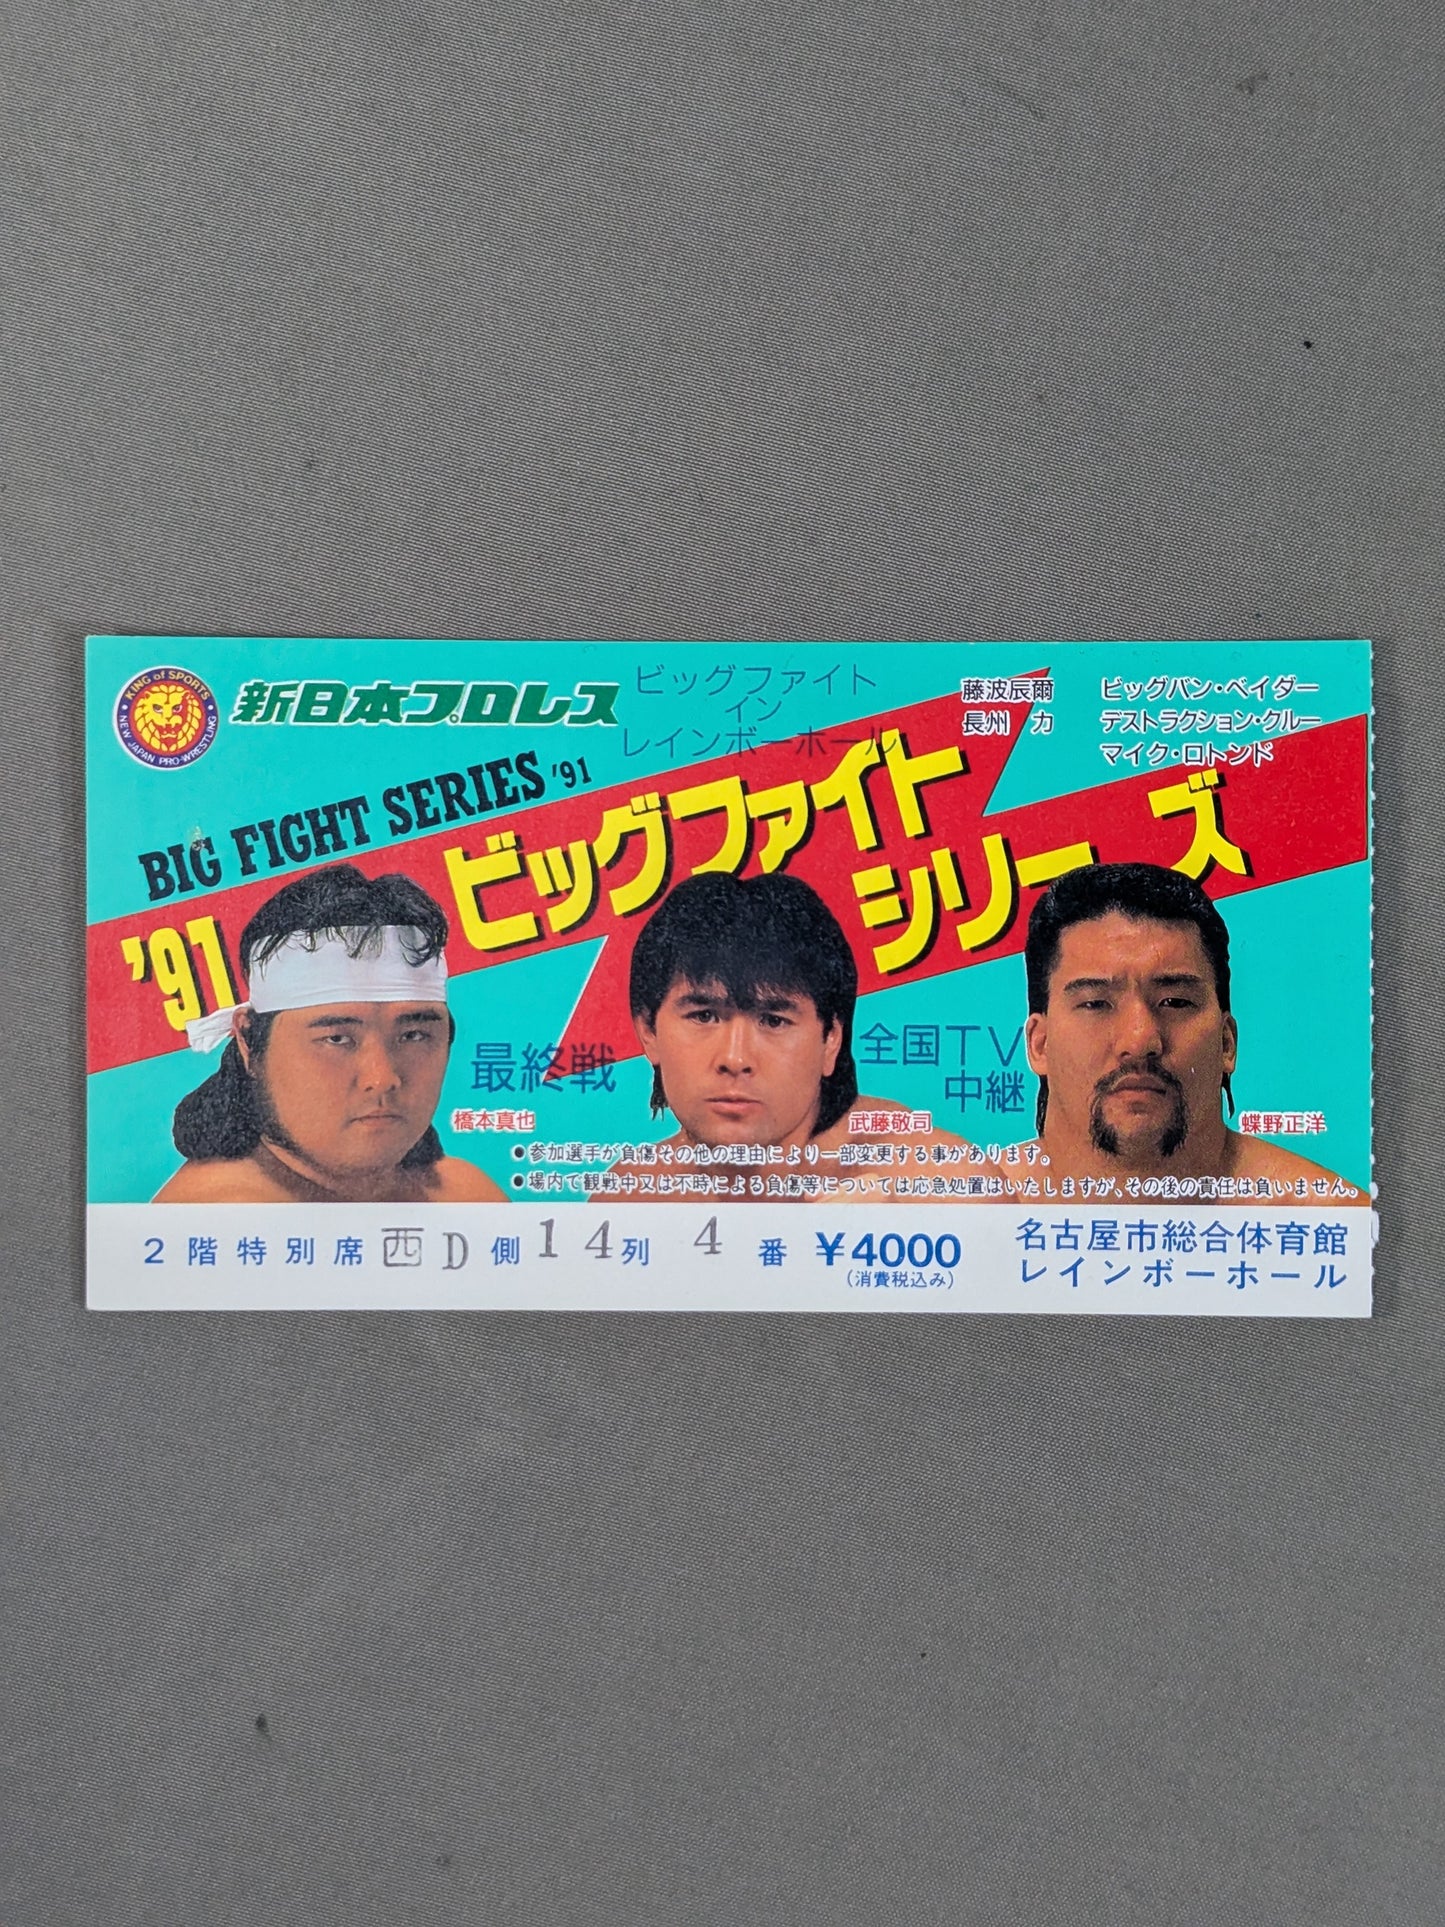 KING of SPORTS
NEW JAPAN PRO-WRESTLING
新日本プロレス
ビッグファイト
イン
レインボーホール
藤波辰爾
長州 力
ビッグバン・ベイダー
デストラクション・クルー
マイク・ロトンド
BIG FIGHT SERIES '91
'91
ビッグファイト
シリーズ
最終戦
全国TV
中継
橋本真也
武藤敬司
蝶野正洋
●参加選手が負傷その他の理由により一部変更する事があります。
●場内で観戦中又は不時による負傷等については応急処置はいたしますが、その後の責任は負いません。
2階特別席 西D側 14列 4番 ¥4000
(消費税込み)
名古屋市総合体育館
レインボーホール